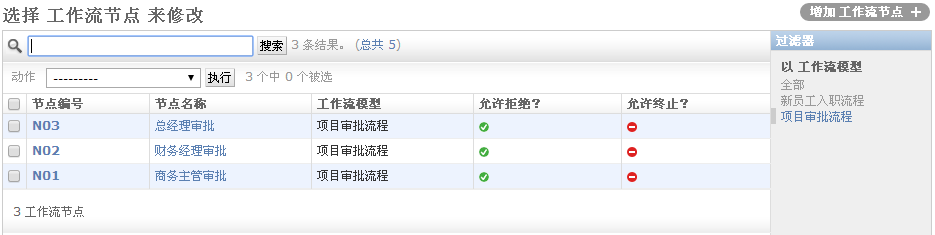 选择 工作流节点 来修改
增加 工作流节点 +
搜索 3 条结果。 (总共 5)
动作 --------- 执行 3 个中 0 个被选
节点编号 节点名称 工作流模型 允许拒绝? 允许终止?
N03 总经理审批 项目审批流程
N02 财务经理审批 项目审批流程
N01 商务主管审批 项目审批流程
3 工作流节点
过滤器
以 工作流模型
全部
新员工入职流程
项目审批流程